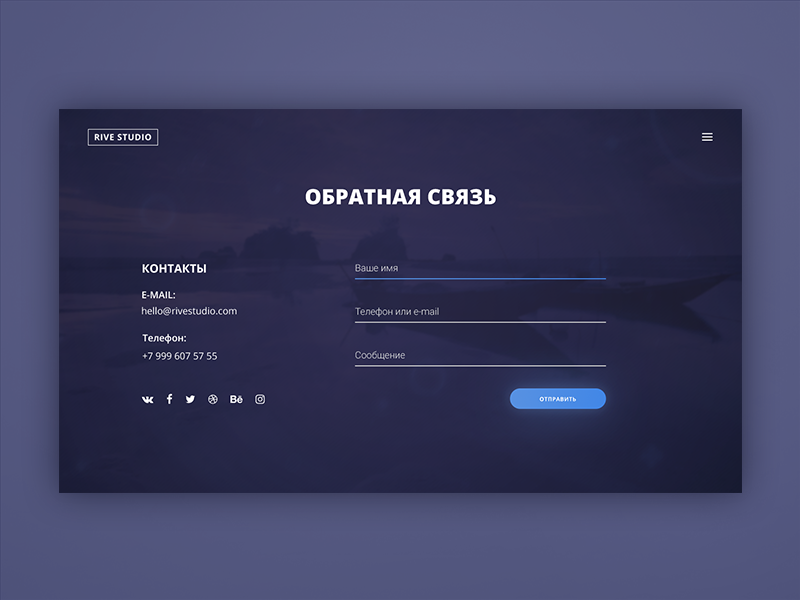 RIVE STUDIO
ОБРАТНАЯ СВЯЗЬ
КОНТАКТЫ
E-MAIL:
hello@rivestudio.com
Телефон:
+7 999 607 57 55
Ваше имя
Телефон или e-mail
Сообщение
ОТПРАВИТЬ